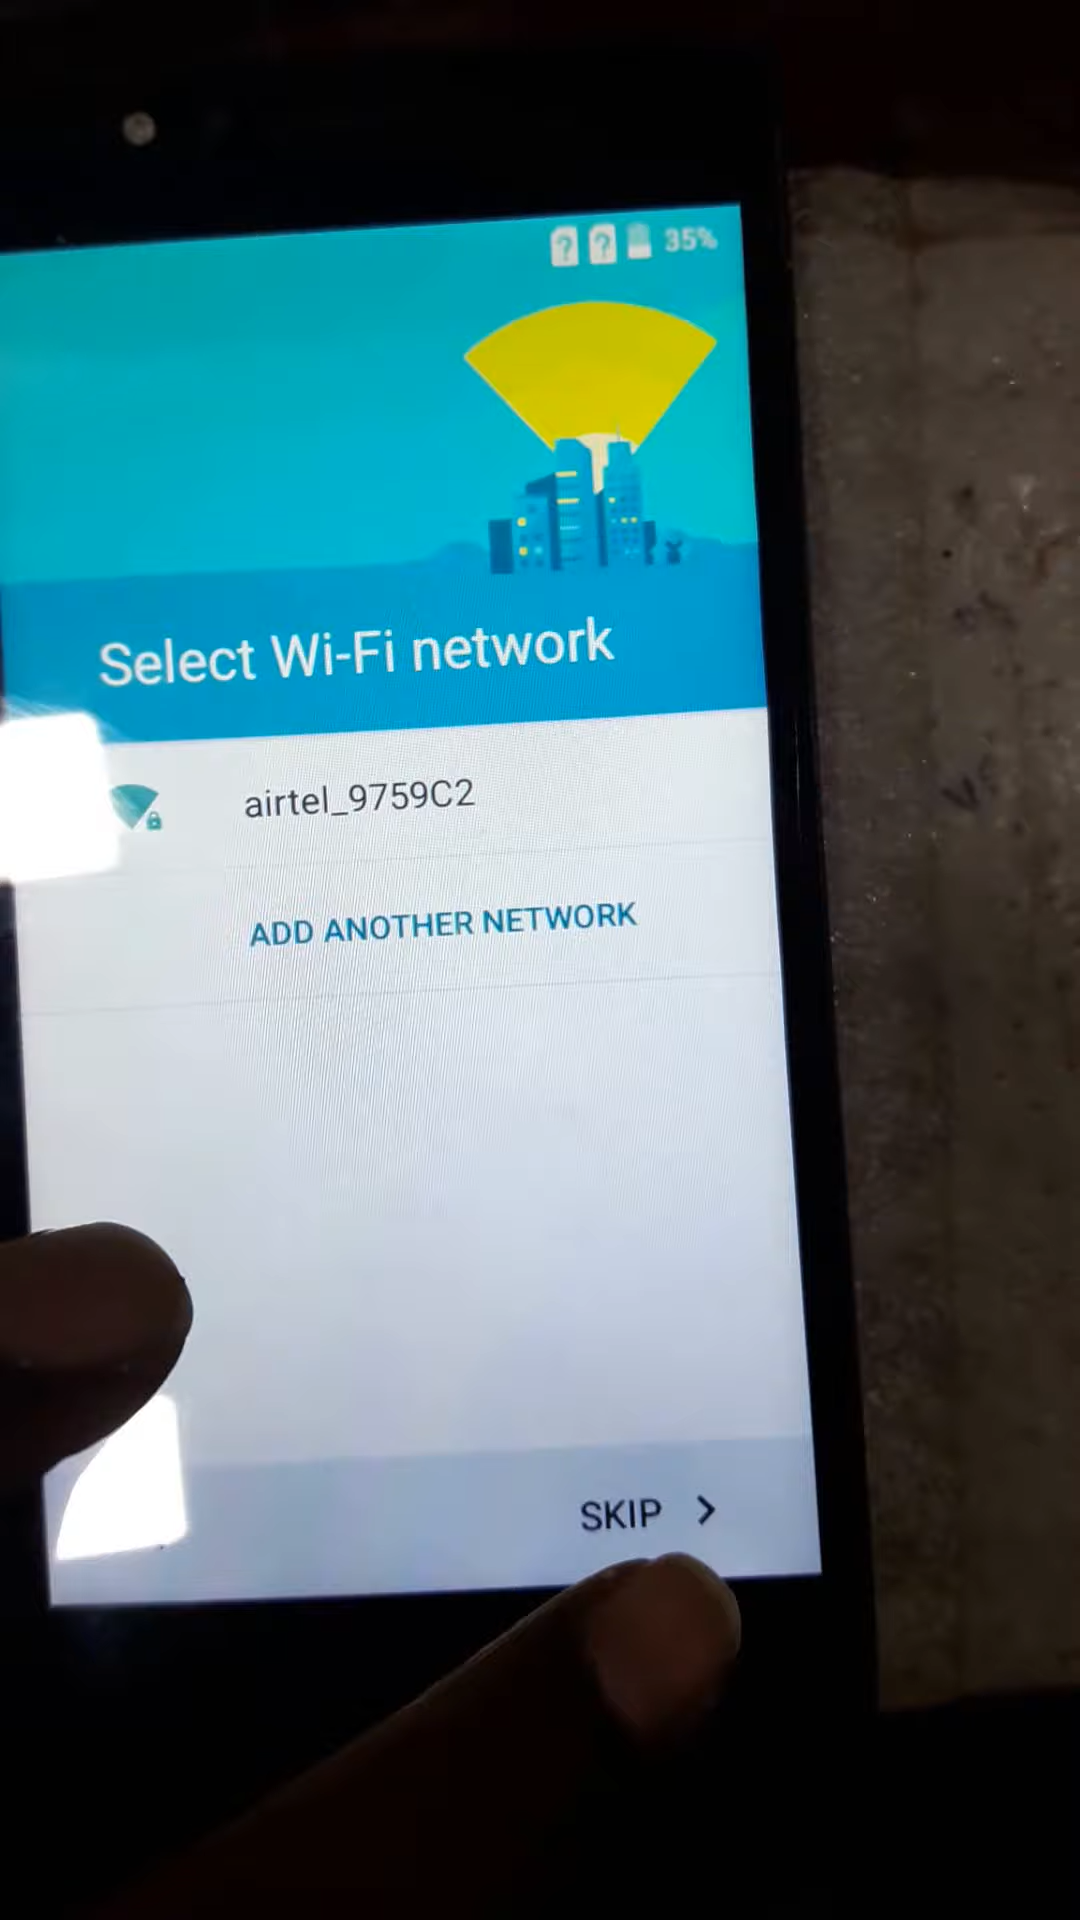 35%
Select Wi-Fi network
airtel_9759C2
ADD ANOTHER NETWORK
SKIP